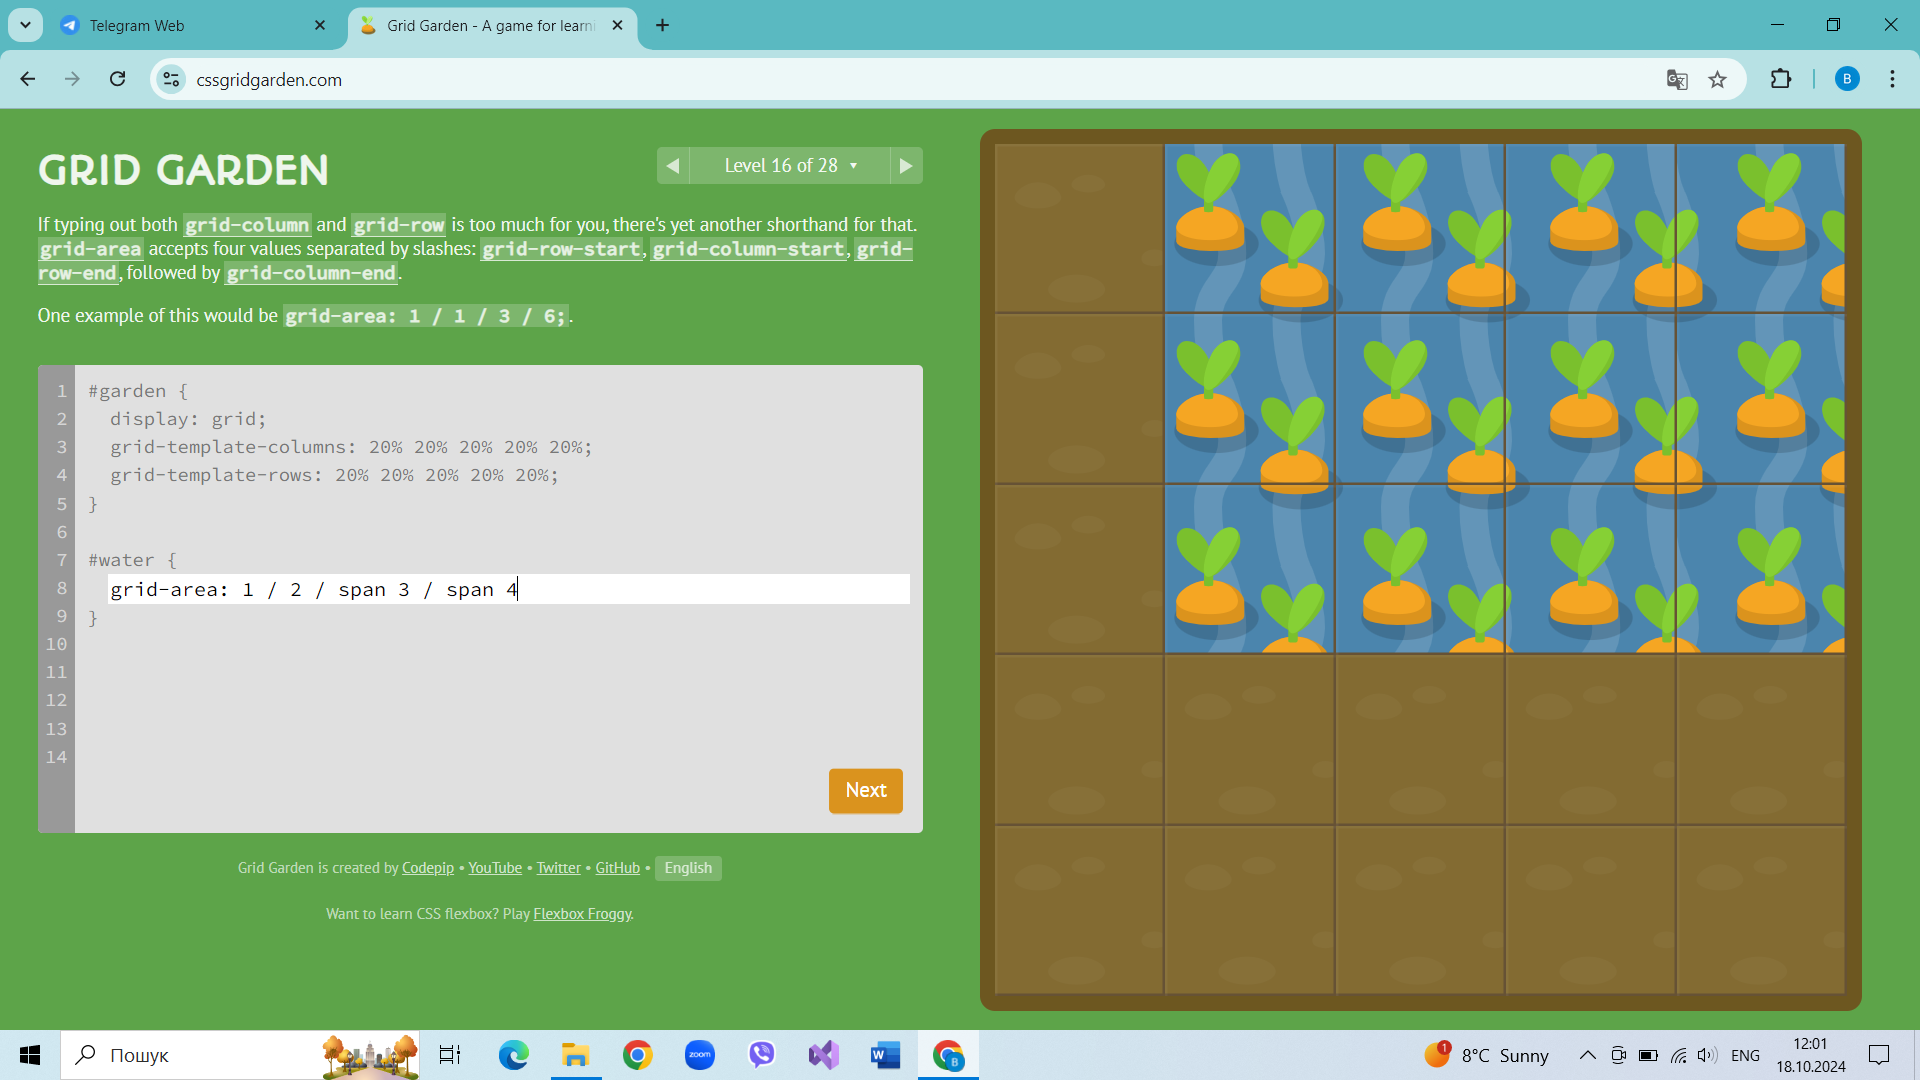 Telegram Web
Grid Garden - A game for learni
cssgridgarden.com
B
GRID GARDEN
Level 16 of 28
If typing out both grid-column and grid-row is too much for you, there's yet another shorthand for that.
grid-area accepts four values separated by slashes: grid-row-start, grid-column-start, grid-
row-end, followed by grid-column-end.
One example of this would be grid-area: 1 / 1 / 3 / 6;.
1 #garden {
2 display: grid;
3 grid-template-columns: 20% 20% 20% 20% 20%;
4 grid-template-rows: 20% 20% 20% 20% 20%;
5 }
6
7 #water {
8 grid-area: 1 / 2 / span 3 / span 4
9 }
10
11
12
13
14
Next
Grid Garden is created by Codepip • YouTube • Twitter • GitHub • English
Want to learn CSS flexbox? Play Flexbox Froggy.
Пошук
zoom
W
B
1
8°C Sunny
ENG
12:01
18.10.2024